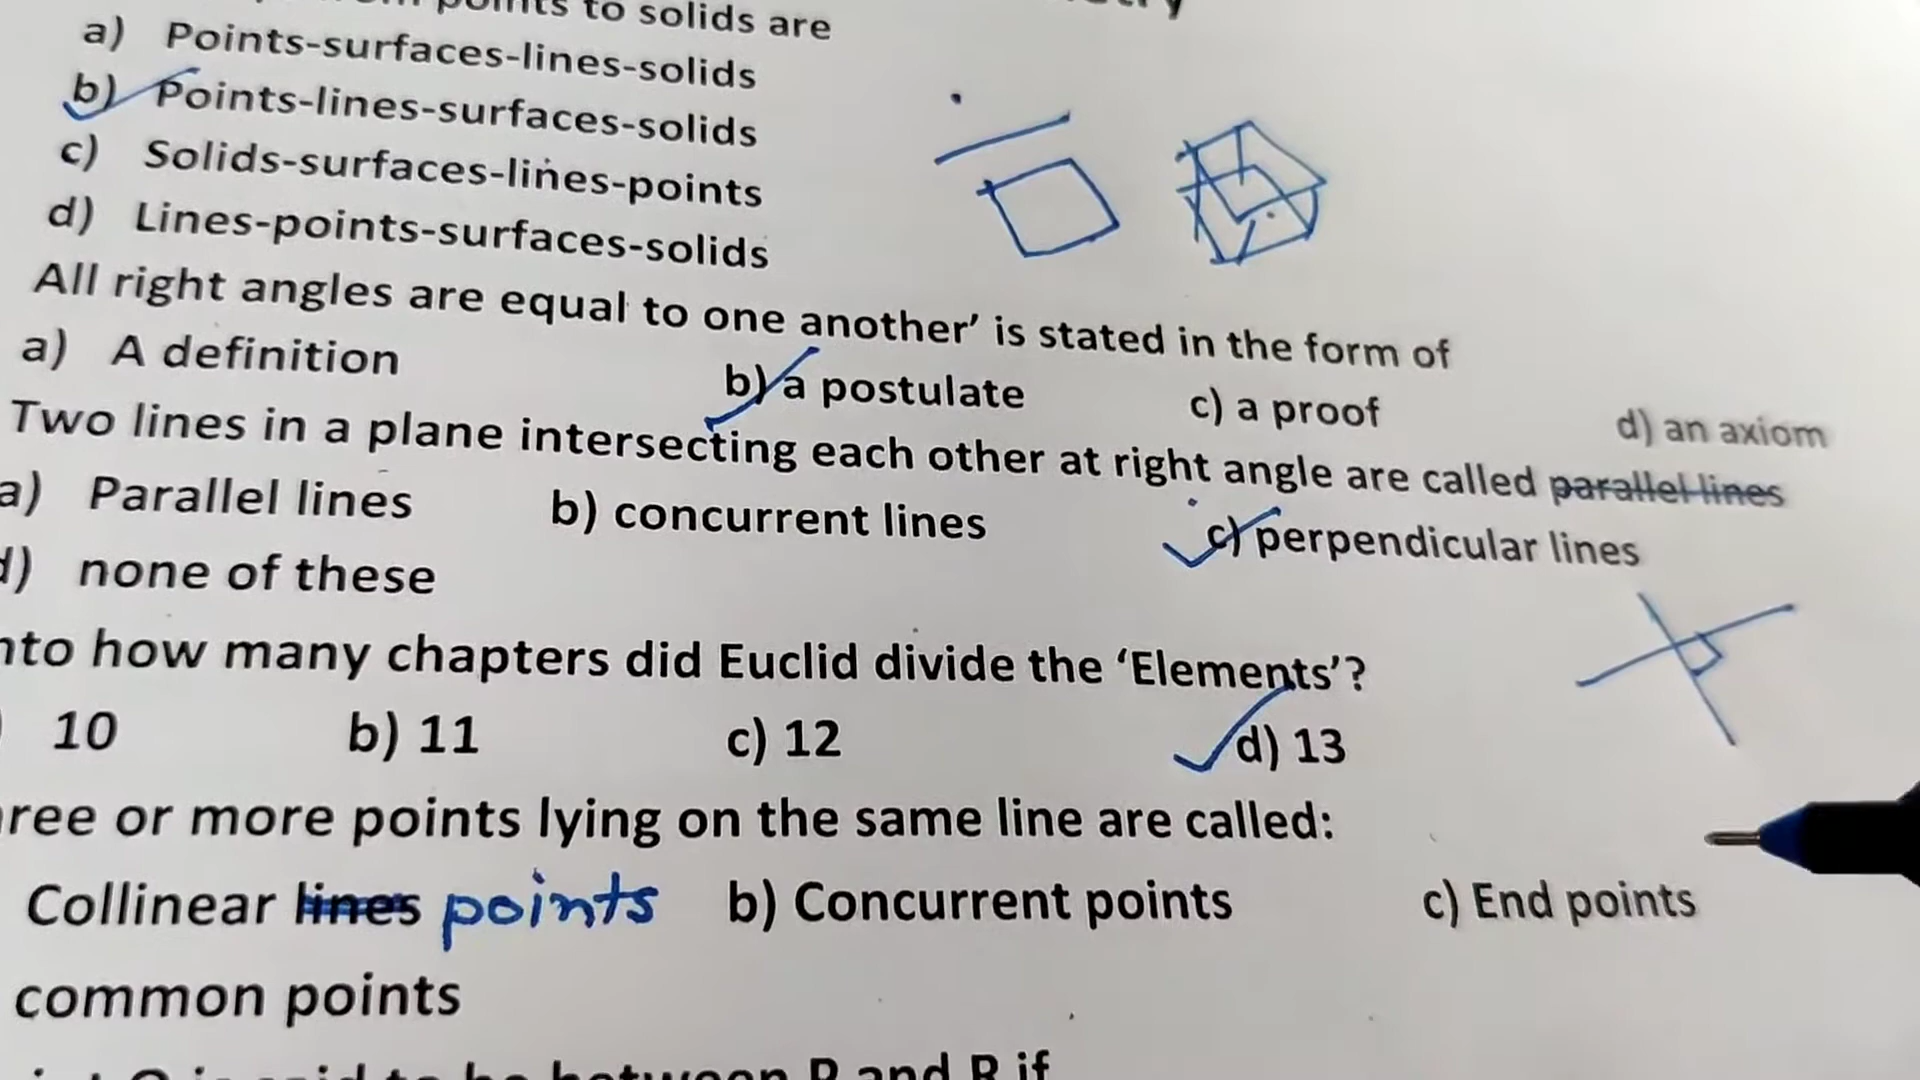 points to solids are
a) Points-surfaces-lines-solids
b) Points-lines-surfaces-solids
c) Solids-surfaces-lines-points
d) Lines-points-surfaces-solids
All right angles are equal to one another’ is stated in the form of
a) A definition b) a postulate c) a proof d) an axiom
Two lines in a plane intersecting each other at right angle are called parallel lines
a) Parallel lines b) concurrent lines c) perpendicular lines
d) none of these
nto how many chapters did Euclid divide the ‘Elements’?
10 b) 11 c) 12 d) 13
ree or more points lying on the same line are called:
Collinear lines points b) Concurrent points c) End points
common points
between P and R if